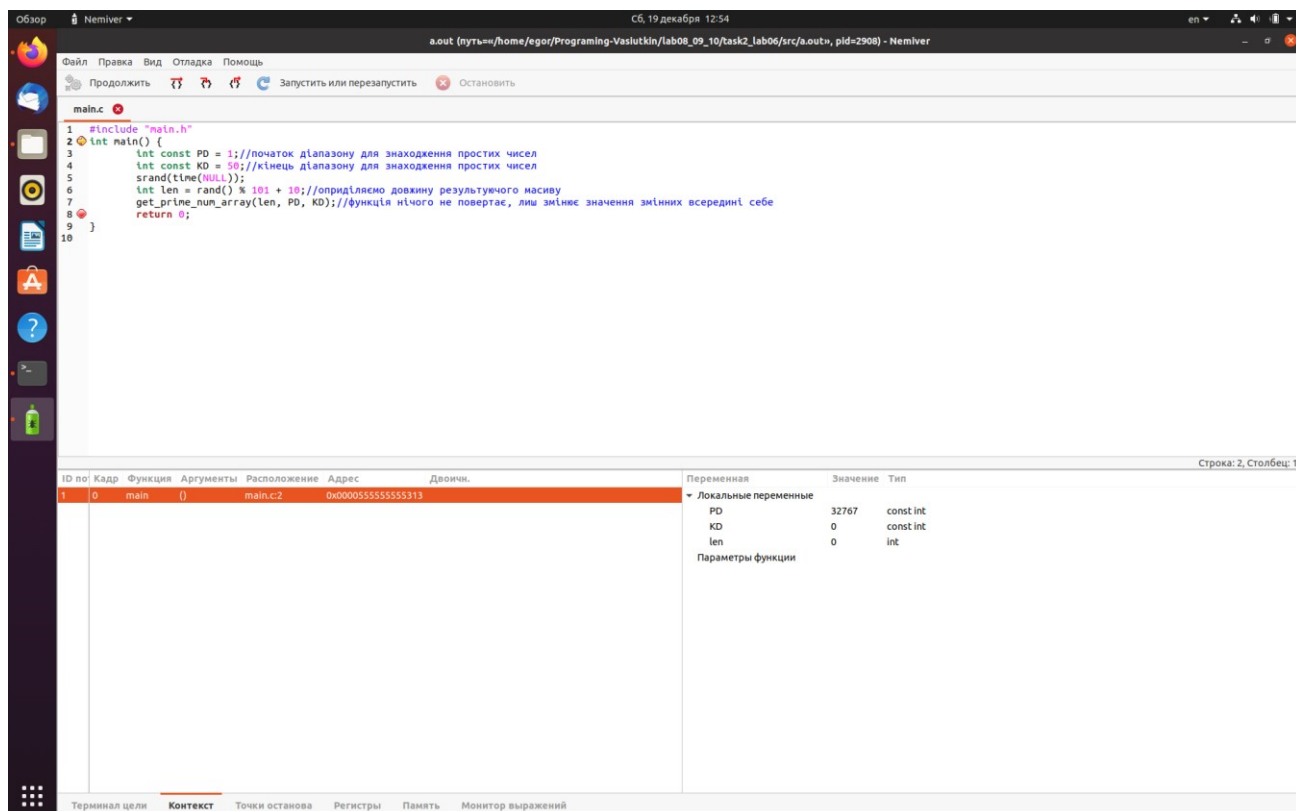 Обзор Nemiver Сб, 19 декабря 12:54 en
a.out (путь=«/home/egor/Programing-Vasiutkin/lab08_09_10/task2_lab06/src/a.out», pid=2908) - Nemiver
Файл Правка Вид Отладка Помощь
Продолжить Запустить или перезапустить Остановить
main.c
1 #include "main.h"
2 int main() {
3 int const PD = 1;//початок діапазону для знаходження простих чисел
4 int const KD = 50;//кінець діапазону для знаходження простих чисел
5 srand(time(NULL));
6 int len = rand() % 101 + 10;//оприділяємо довжину результуючого масиву
7 get_prime_num_array(len, PD, KD);//функція нічого не повертає, лиш змінює значення змінних всередині себе
8 return 0;
9 }
10
Строка: 2, Столбец: 1
ID по Кадр Функция Аргументы Расположение Адрес Двоичн. Переменная Значение Тип
1 0 main () main.c:2 0x0000555555555313 Локальные переменные
PD 32767 const int
KD 0 const int
len 0 int
Параметры функции
Терминал цели Контекст Точки останова Регистры Память Монитор выражений